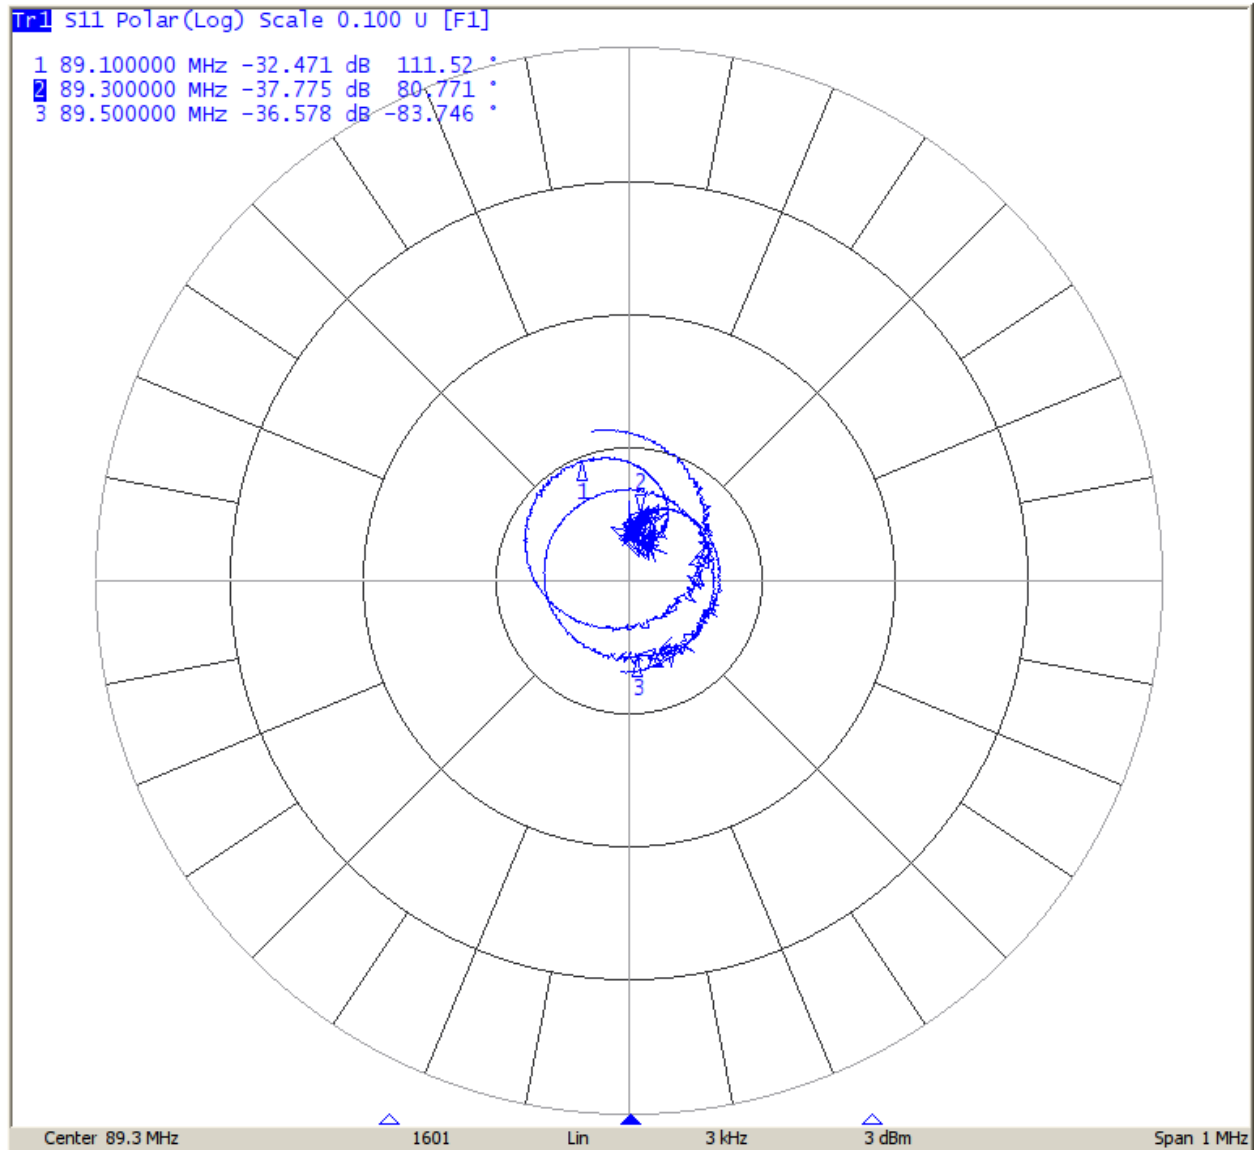 Tr1 S11 Polar(Log) Scale 0.100 U [F1]
1 89.100000 MHz -32.471 dB 111.52 °
2 89.300000 MHz -37.775 dB 80.771 °
3 89.500000 MHz -36.578 dB -83.746 °
2
1
3
Center 89.3 MHz 1601 Lin 3 kHz 3 dBm Span 1 MHz